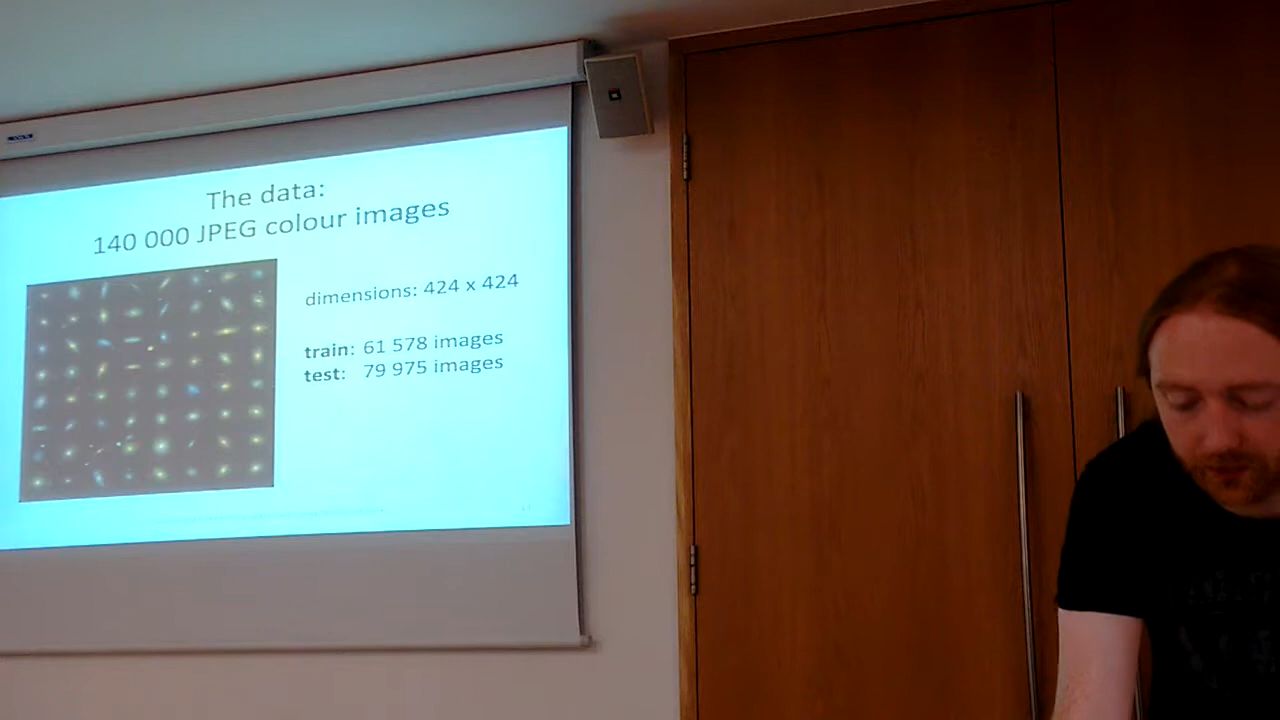 The data:
140 000 JPEG colour images
dimensions: 424 x 424
train: 61 578 images
test: 79 975 images